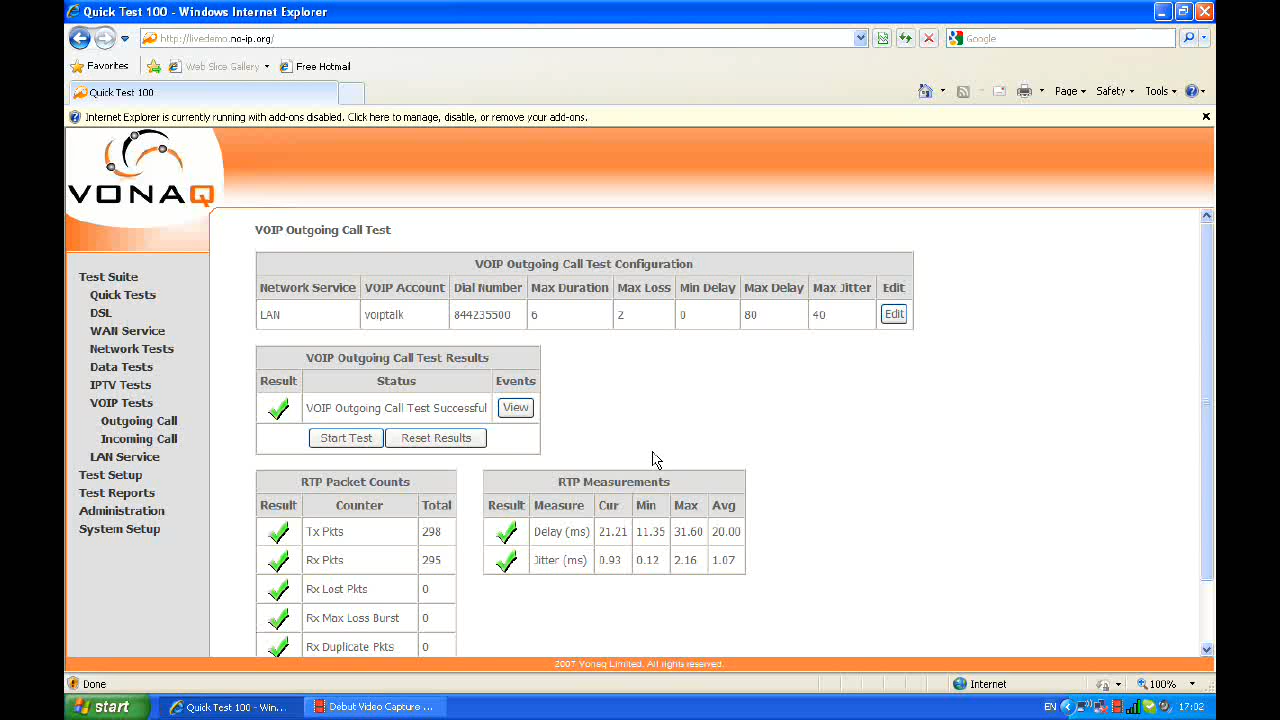 Quick Test 100 - Windows Internet Explorer
http://livedemo.no-ip.org/
Google
Favorites Web Slice Gallery Free Hotmail
Quick Test 100
Page Safety Tools
Internet Explorer is currently running with add-ons disabled. Click here to manage, disable, or remove your add-ons.
VONAQ
Test Suite
Quick Tests
DSL
WAN Service
Network Tests
Data Tests
IPTV Tests
VOIP Tests
Outgoing Call
Incoming Call
LAN Service
Test Setup
Test Reports
Administration
System Setup
VOIP Outgoing Call Test
VOIP Outgoing Call Test Configuration
Network Service VOIP Account Dial Number Max Duration Max Loss Min Delay Max Delay Max Jitter Edit
LAN voiptalk 844235500 6 2 0 80 40 Edit
VOIP Outgoing Call Test Results
Result Status Events
VOIP Outgoing Call Test Successful View
Start Test Reset Results
RTP Packet Counts
Result Counter Total
Tx Pkts 298
Rx Pkts 295
Rx Lost Pkts 0
Rx Max Loss Burst 0
Rx Duplicate Pkts 0
RTP Measurements
Result Measure Cur Min Max Avg
Delay (ms) 21.21 11.35 31.60 20.00
Jitter (ms) 0.93 0.12 2.16 1.07
2007 Vonaq Limited. All rights reserved.
Done Internet 100%
start Quick Test 100 - Win... Debut Video Capture ... EN 17:02